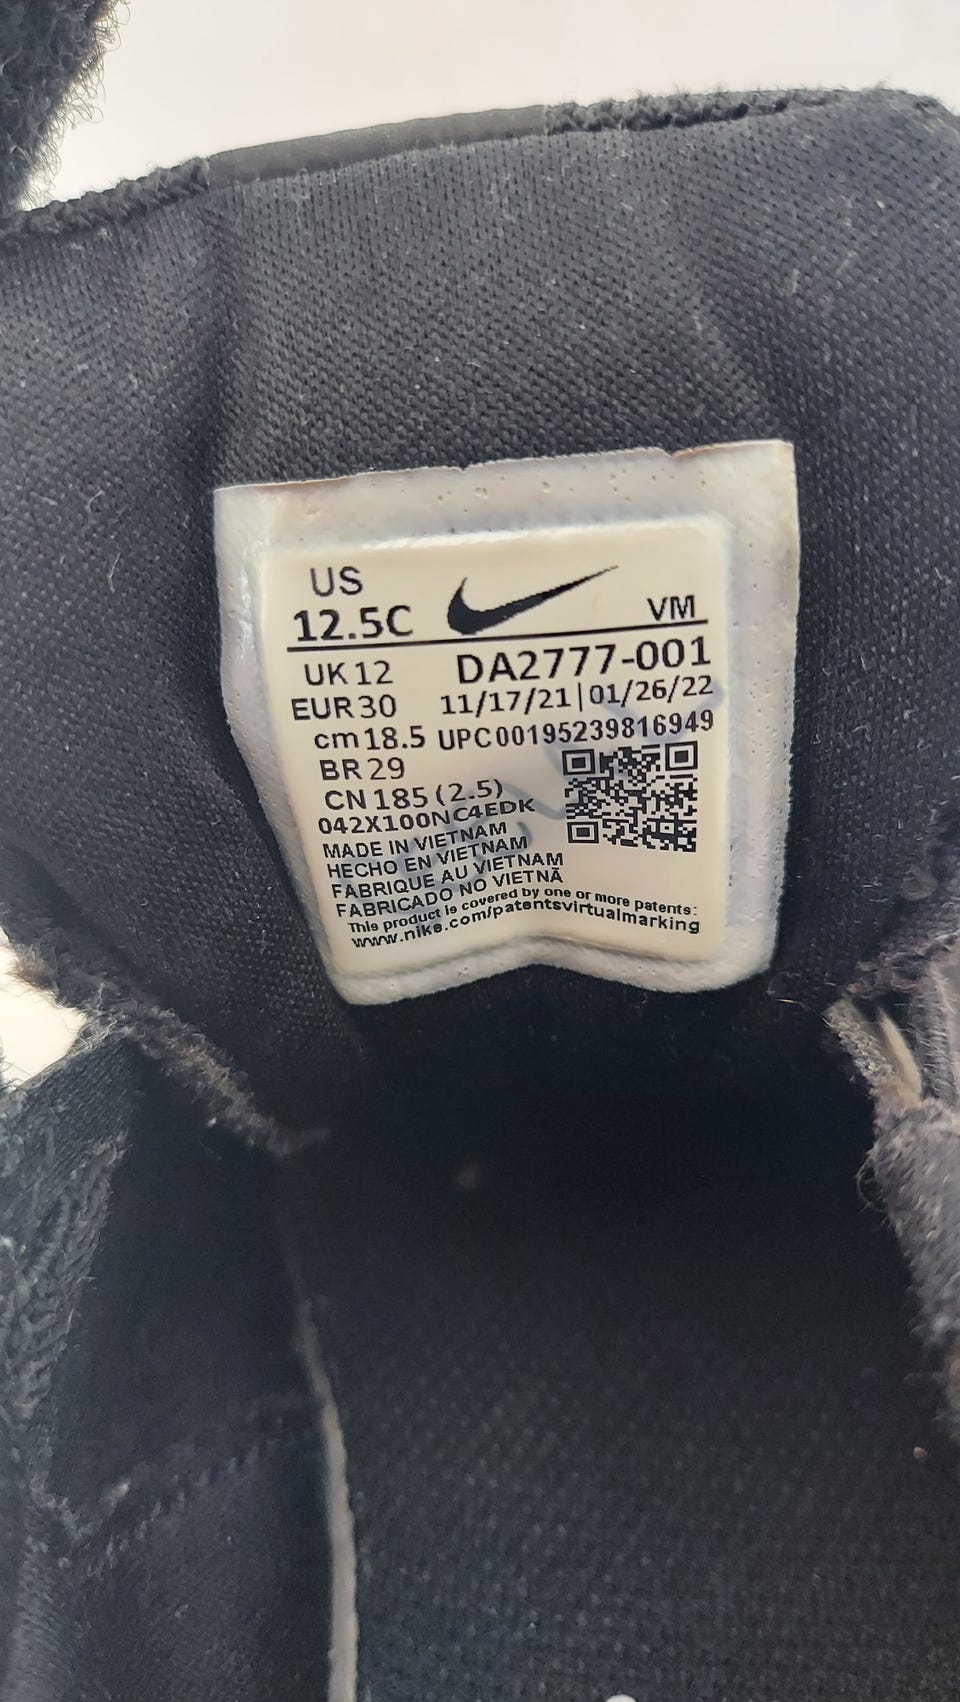 US
12.5C VM
UK 12 DA2777-001
EUR 30 11/17/21|01/26/22
cm 18.5 UPC00195239816949
BR 29
CN 185 (2.5)
042X100NC4EDK
MADE IN VIETNAM
HECHO EN VIETNAM
FABRIQUE AU VIETNAM
FABRICADO NO VIETNÃ
This product is covered by one or more patents:
www.nike.com/patentsvirtualmarking